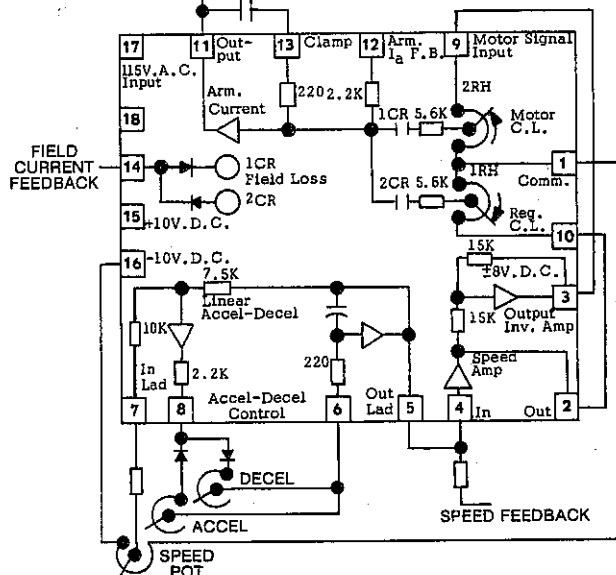 17
11
Out-
put
13
Clamp
12
Arm.
Ia F.B.
9
Motor Signal
Input
115V.A.C.
Input
220
2.2K
2RH
18
Arm.
Current
1CR
5.6K
Motor
C.L.
FIELD
CURRENT
FEEDBACK
14
1CR
Field Loss
2CR
1RH
1
Comm.
2CR
5.6K
Reg.
C.L.
15
+10V.D.C.
10
16
-10V.D.C.
15K
±8V.D.C.
3
7.5K
Linear
Accel-Decel
Output
Inv. Amp
10K
15K
In
Lad
2.2K
220
Speed
Amp
7
8
Accel-Decel
Control
6
Out
Lad
5
4
In
Out
2
DECEL
ACCEL
SPEED FEEDBACK
SPEED
POT